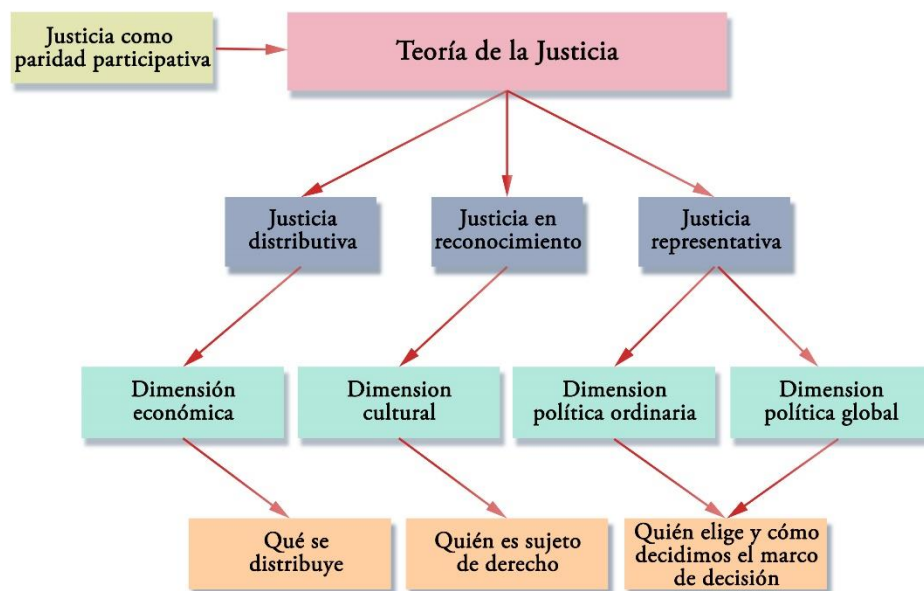 Justicia como
paridad participativa
Teoría de la Justicia
Justicia
distributiva
Justicia en
reconocimiento
Justicia
representativa
Dimensión
económica
Dimension
cultural
Dimension
política ordinaria
Dimension
política global
Qué se
distribuye
Quién es sujeto
de derecho
Quién elige y cómo
decidimos el marco
de decisión